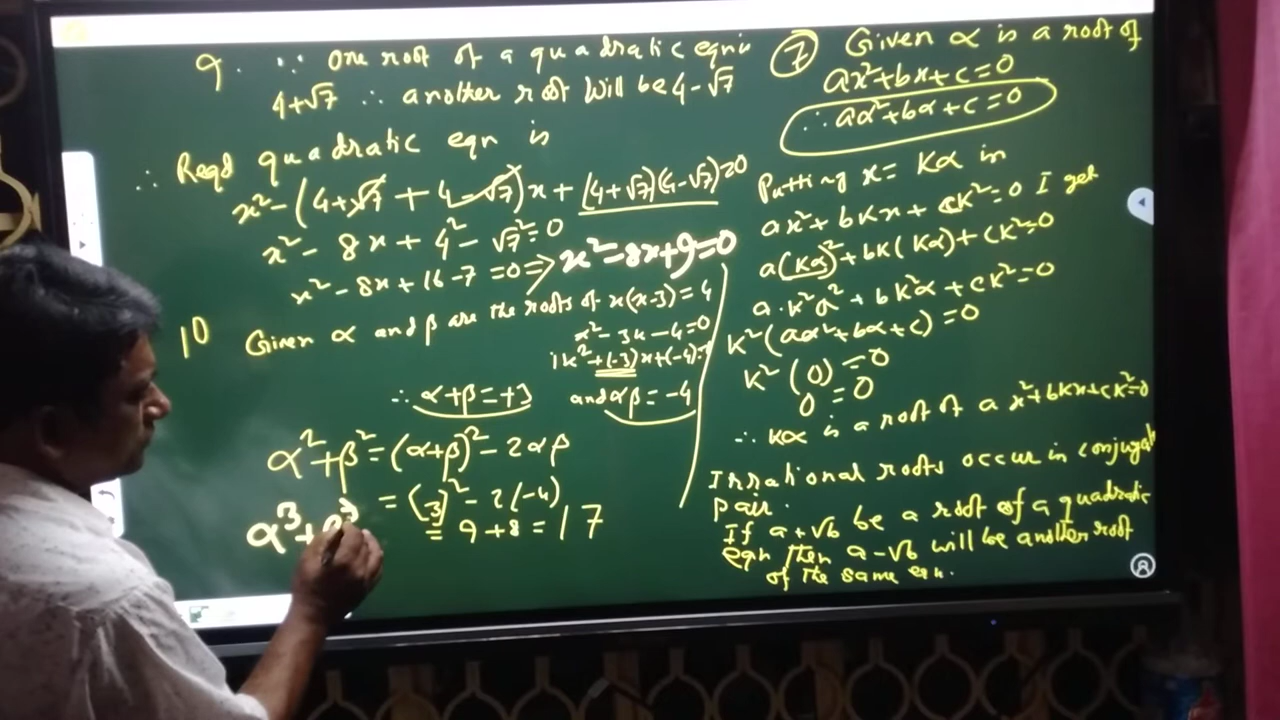 9. ∵ one root of a quadratic eqn is
4+√7 ∴ another root will be 4-√7
∴ Reqd quadratic eqn is
x²-(4+√7+4-√7)x+(4+√7)(4-√7)=0
x²-8x+4²-√7²=0
x²-8x+16-7=0⇒x²-8x+9=0
10 Given α and β are the roots of x(x-3)=4
x²-3x-4=0
1x²+(-3)x+(-4)=
∴ α+β=+3 and αβ=-4
α²+β²=(α+β)²-2αβ
=(3)²-2(-4)
=9+8=17
α³+β³
7 Given α is a root of
ax²+bx+c=0
∴ aα²+bα+c=0
Putting x=Kα in
ax²+bKx+cK²=0 I get
a(Kα)²+bK(Kα)+cK²=0
a.K²α²+bK²α+cK²=0
K²(aα²+bα+c)=0
K²(0)=0
0=0
∴ Kα is a root of ax²+bKx+cK²=0
Irrational roots occur in conjugate
pair.
If a+√b be a root of a quadratic
eqn then a-√b will be another root
of the same eqn.